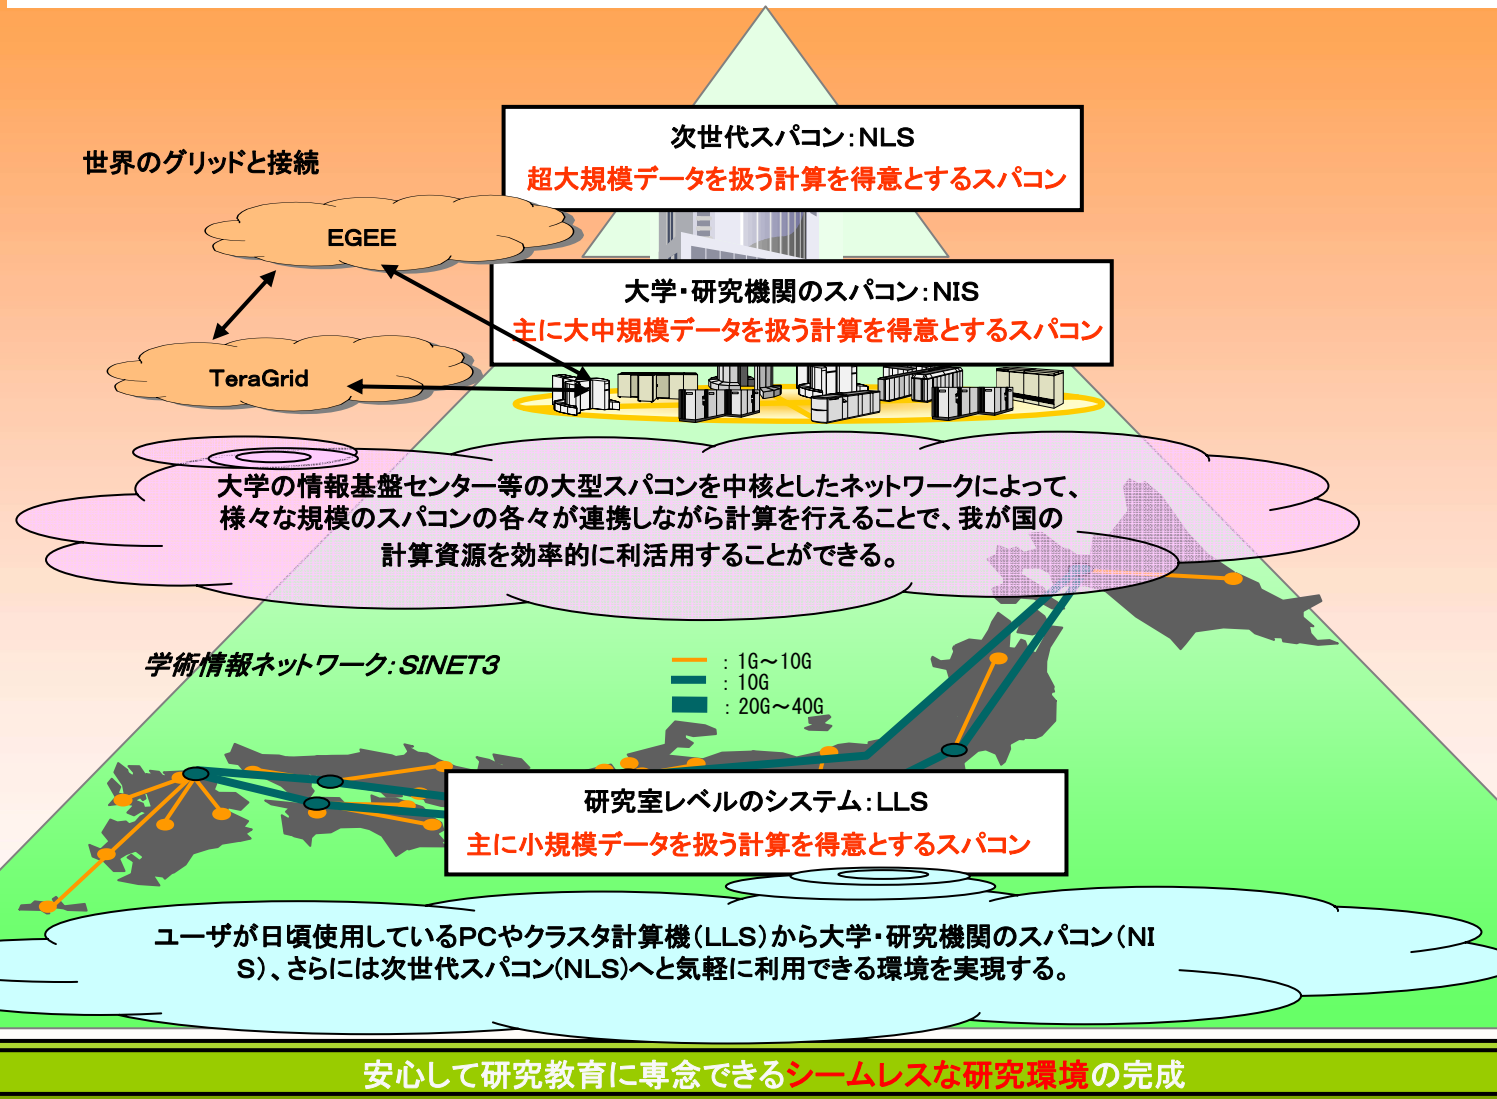 次世代スパコン:NLS
超大規模データを扱う計算を得意とするスパコン
世界のグリッドと接続
EGEE
大学・研究機関のスパコン:NIS
主に大中規模データを扱う計算を得意とするスパコン
TeraGrid
大学の情報基盤センター等の大型スパコンを中核としたネットワークによって、
様々な規模のスパコンの各々が連携しながら計算を行えることで、我が国の
計算資源を効率的に利活用することができる。
学術情報ネットワーク:SINET3
:1G～10G
:10G
:20G～40G
研究室レベルのシステム:LLS
主に小規模データを扱う計算を得意とするスパコン
ユーザが日頃使用しているPCやクラスタ計算機(LLS)から大学・研究機関のスパコン(NI
S)、さらには次世代スパコン(NLS)へと気軽に利用できる環境を実現する。
安心して研究教育に専念できるシームレスな研究環境の完成